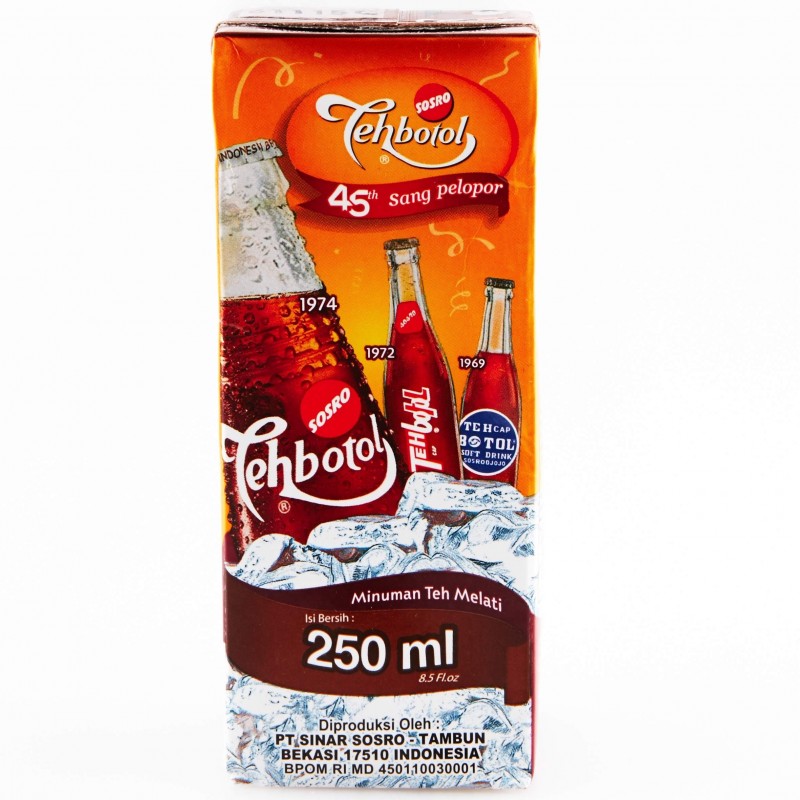 SOSRO
Tehbotol
®
45th sang pelopor
INDONESIA
1974
1972
1969
SOSRO
Tehbotol
®
SOSRO
TEHbotol
TEH CAP
BOTOL
SOFT DRINK
SOSRODJOJO
Minuman Teh Melati
Isi Bersih :
250 ml
8.5 Fl.oz
Diproduksi Oleh :
PT SINAR SOSRO - TAMBUN
BEKASI 17510 INDONESIA
BPOM RI MD 450110030001